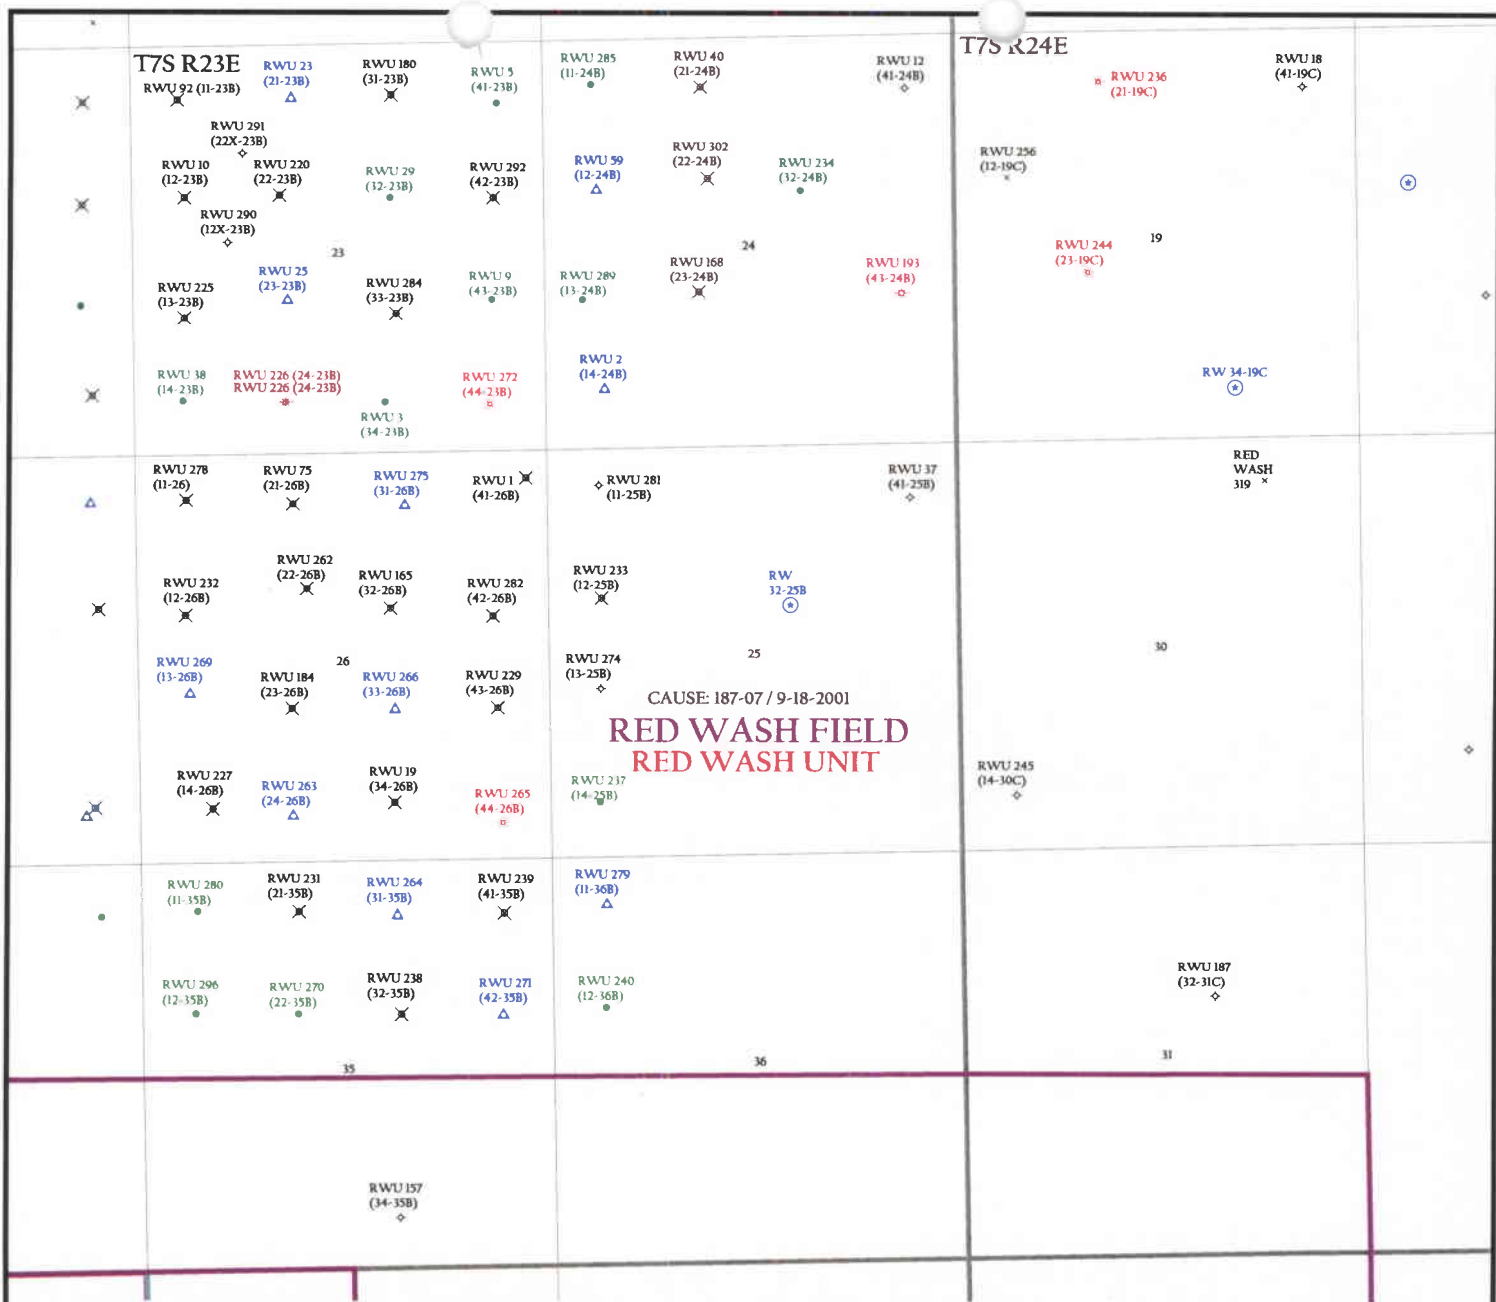 T7S R23E
T7S R24E
RWU 92 (11-23B)
RWU 23
(21-23B)
RWU 180
(31-23B)
RWU 5
(41-23B)
RWU 285
(11-24B)
RWU 40
(21-24B)
RWU 12
(41-24B)
RWU 236
(21-19C)
RWU 18
(41-19C)
RWU 291
(22X-23B)
RWU 10
(12-23B)
RWU 220
(22-23B)
RWU 29
(32-23B)
RWU 292
(42-23B)
RWU 59
(12-24B)
RWU 302
(22-24B)
RWU 234
(32-24B)
RWU 256
(12-19C)
RWU 290
(12X-23B)
23
24
19
RWU 225
(13-23B)
RWU 25
(23-23B)
RWU 284
(33-23B)
RWU 9
(43-23B)
RWU 289
(13-24B)
RWU 168
(23-24B)
RWU 193
(43-24B)
RWU 244
(23-19C)
RWU 38
(14-23B)
RWU 226 (24-23B)
RWU 226 (24-23B)
RWU 3
(34-23B)
RWU 272
(44-23B)
RWU 2
(14-24B)
RW 34-19C
RWU 278
(11-26)
RWU 75
(21-26B)
RWU 275
(31-26B)
RWU 1
(41-26B)
RWU 281
(11-25B)
RWU 37
(41-25B)
RED
WASH
319
RWU 232
(12-26B)
RWU 262
(22-26B)
RWU 165
(32-26B)
RWU 282
(42-26B)
RWU 233
(12-25B)
RW
32-25B
26
25
30
RWU 269
(13-26B)
RWU 184
(23-26B)
RWU 266
(33-26B)
RWU 229
(43-26B)
RWU 274
(13-25B)
CAUSE: 187-07 / 9-18-2001
RED WASH FIELD
RED WASH UNIT
RWU 227
(14-26B)
RWU 263
(24-26B)
RWU 19
(34-26B)
RWU 265
(44-26B)
RWU 237
(14-25B)
RWU 245
(14-30C)
RWU 280
(11-35B)
RWU 231
(21-35B)
RWU 264
(31-35B)
RWU 239
(41-35B)
RWU 279
(11-36B)
RWU 296
(12-35B)
RWU 270
(22-35B)
RWU 238
(32-35B)
RWU 271
(42-35B)
RWU 240
(12-36B)
RWU 187
(32-31C)
35
36
31
RWU 157
(34-35B)